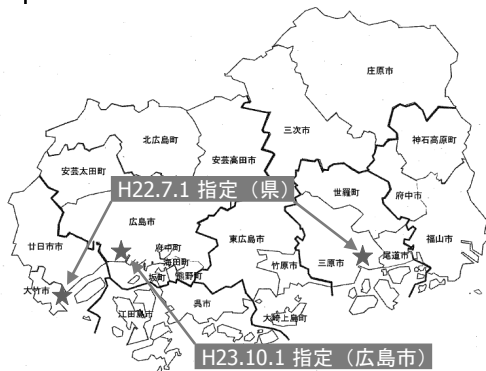 庄原市
三次市
北広島町
神石高原町
安芸高田市
安芸太田町
世羅町
府中市
H22.7.1 指定（県）
広島市
福山市
廿日市市
府中町
東広島市
海田町
三原市
尾道市
坂町
熊野町
竹原市
大竹市
江田島市
呉市
大崎上島町
H23.10.1 指定（広島市）